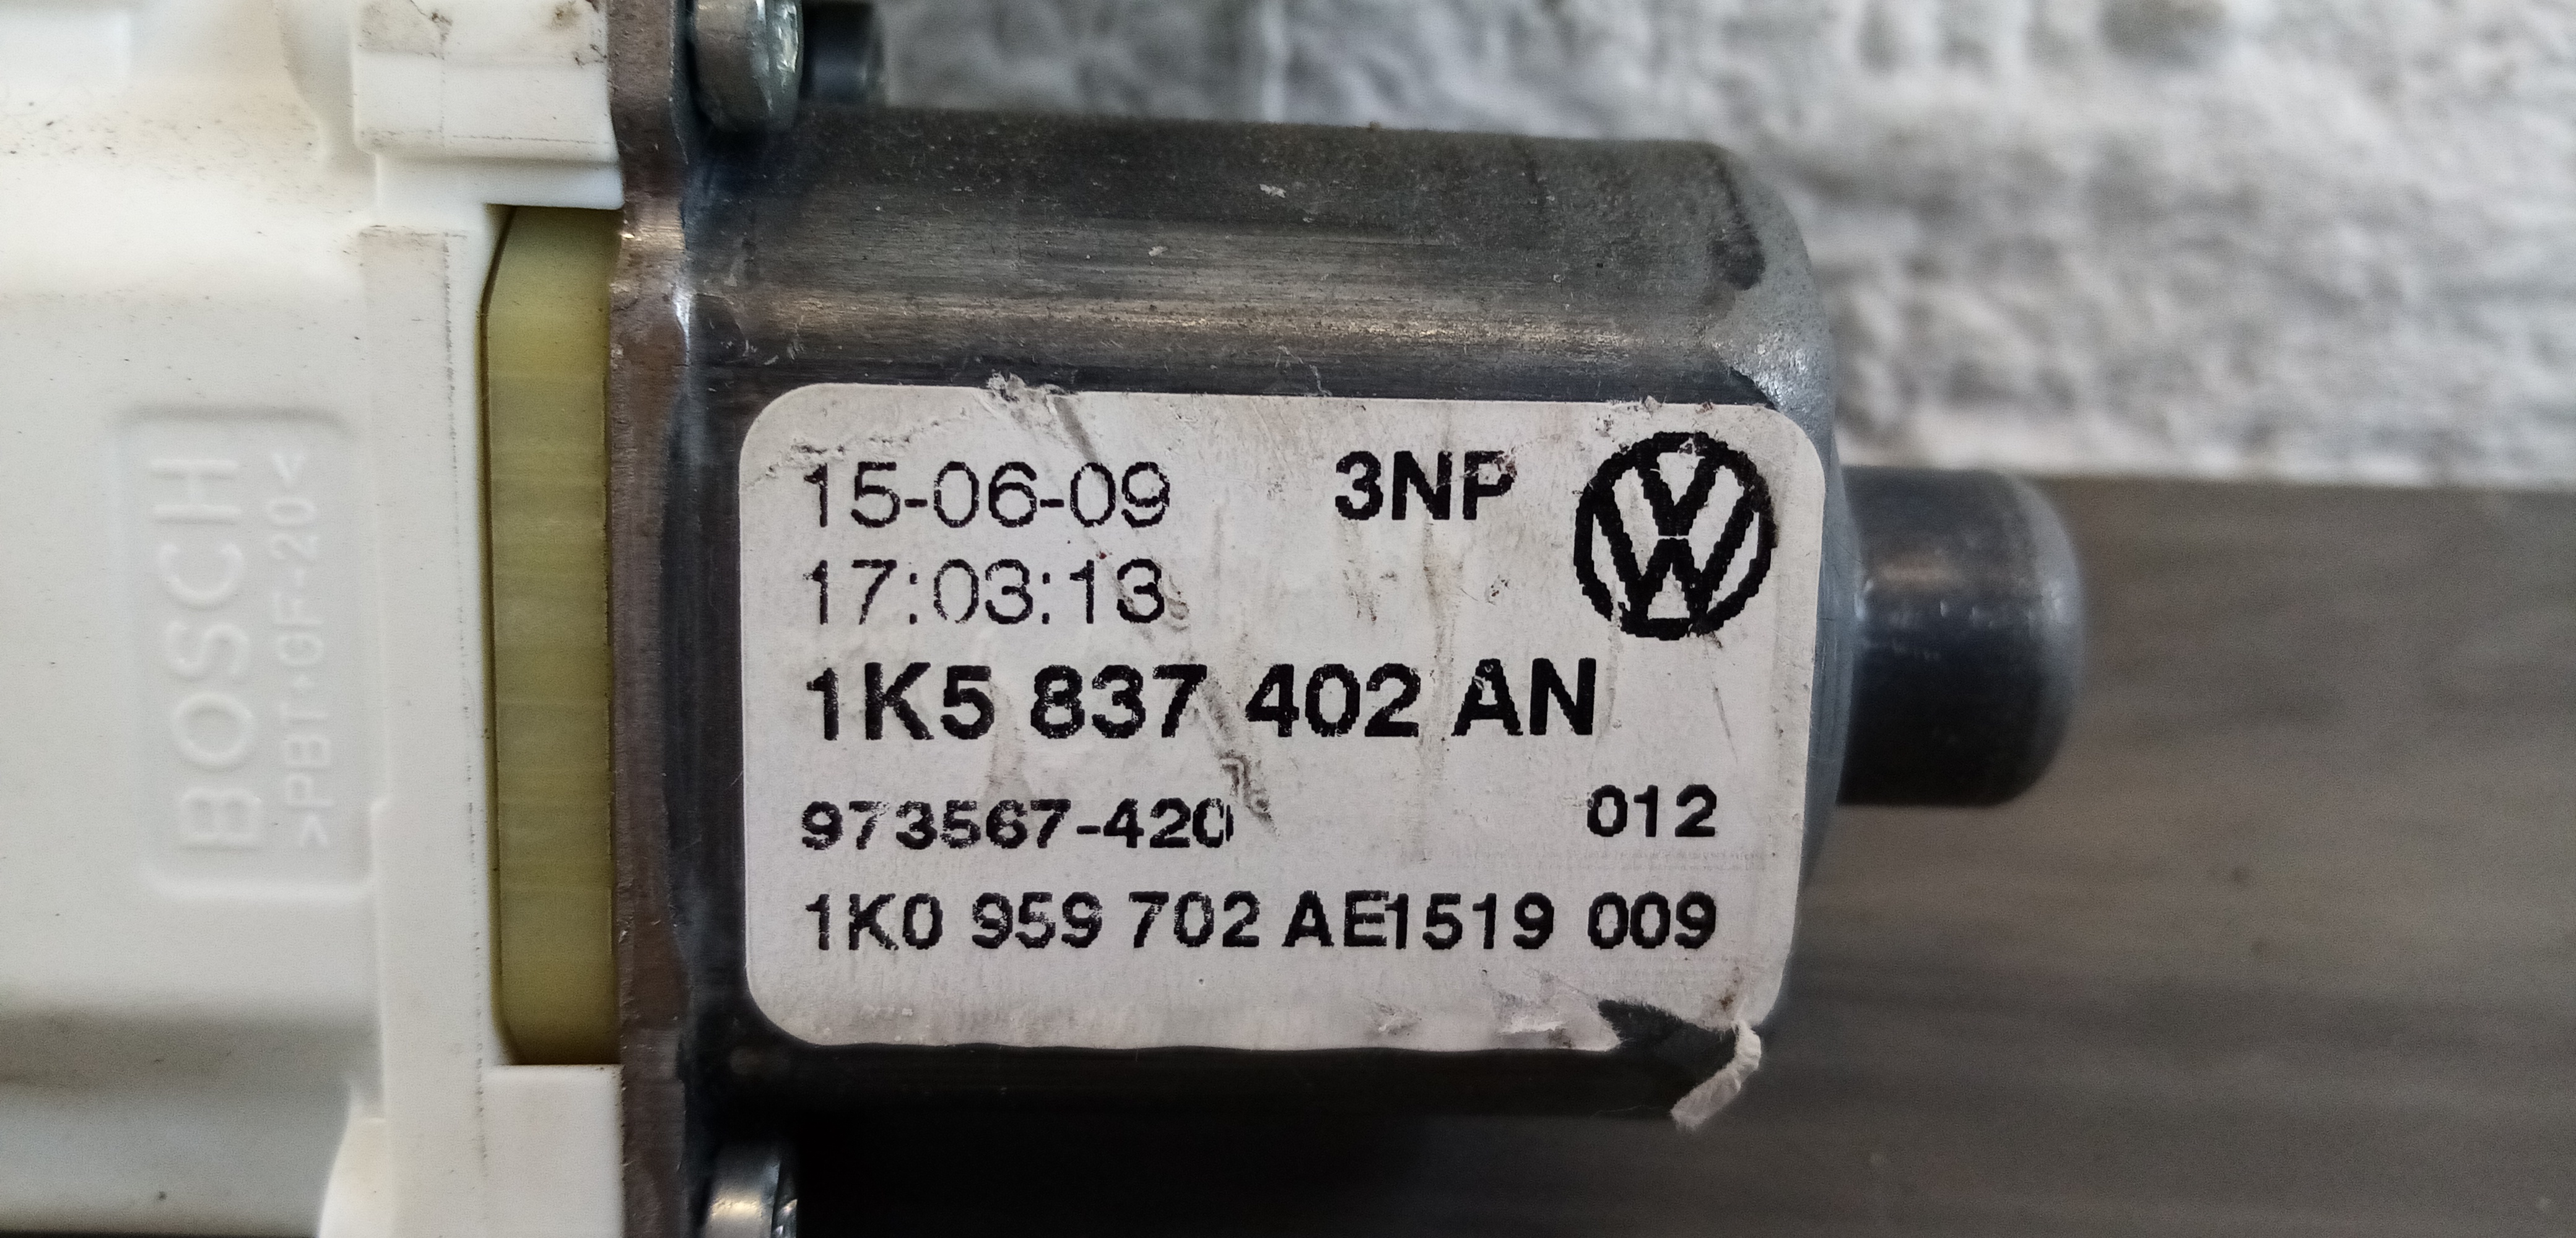 BOSCH
>PBT-GF-20<
15-06-09 3NP
17:03:13
1K5 837 402 AN
973567-420 012
1K0 959 702 AE1519 009